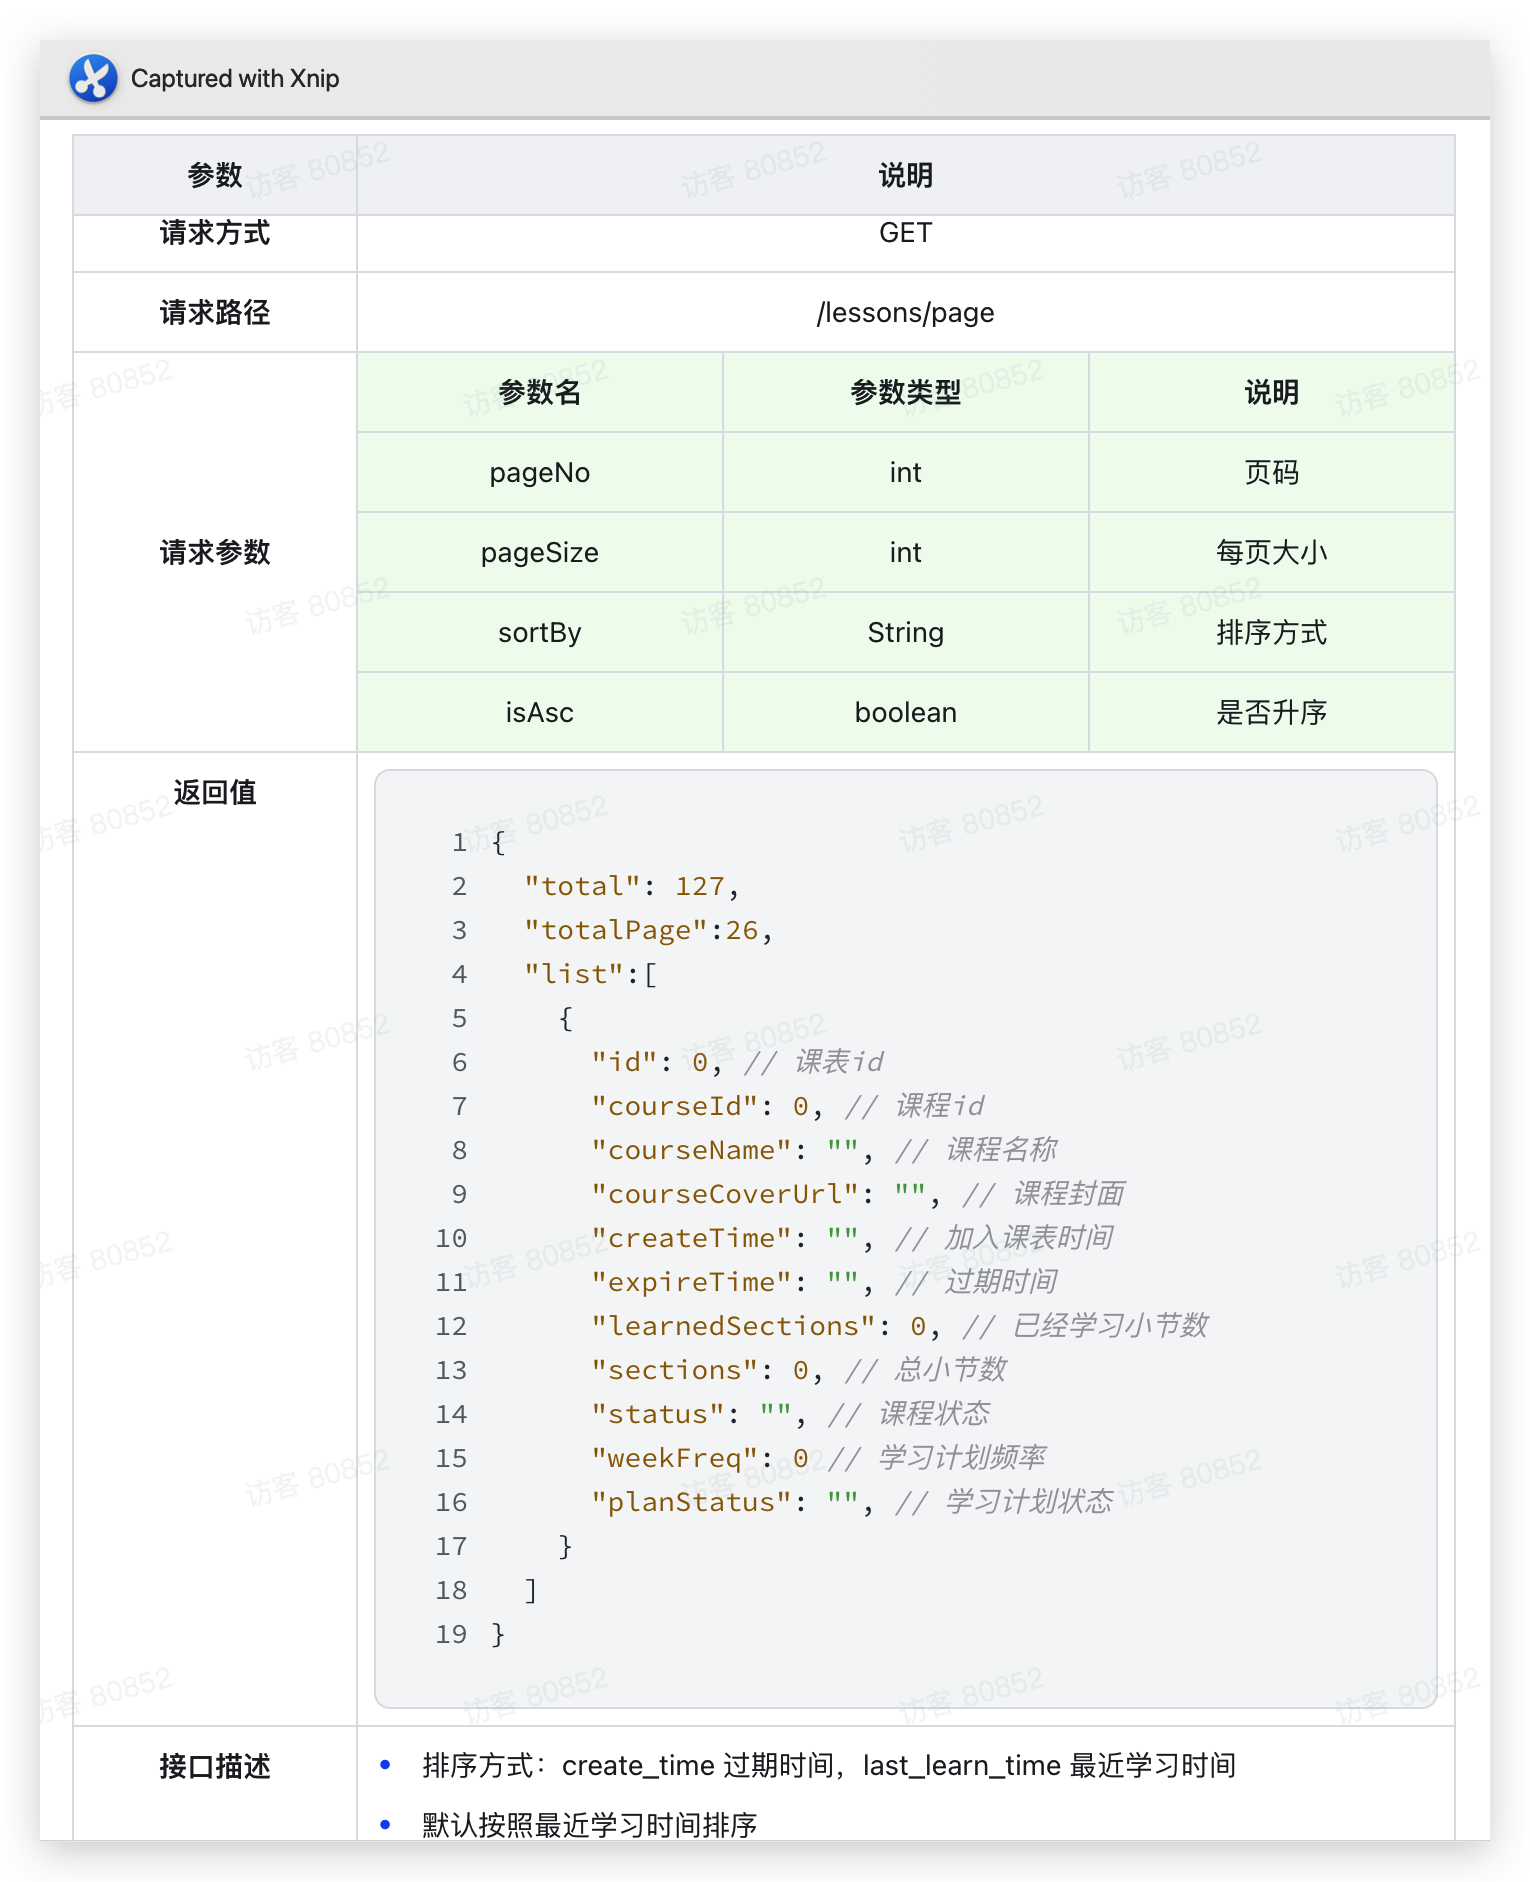 Captured with Xnip
参数 说明
请求方式 GET
请求路径 /lessons/page
参数名 参数类型 说明
pageNo int 页码
请求参数 pageSize int 每页大小
sortBy String 排序方式
isAsc boolean 是否升序
返回值
1 {
2 "total": 127,
3 "totalPage":26,
4 "list":[
5 {
6 "id": 0, // 课表id
7 "courseId": 0, // 课程id
8 "courseName": "", // 课程名称
9 "courseCoverUrl": "", // 课程封面
10 "createTime": "", // 加入课表时间
11 "expireTime": "", // 过期时间
12 "learnedSections": 0, // 已经学习小节数
13 "sections": 0, // 总小节数
14 "status": "", // 课程状态
15 "weekFreq": 0 // 学习计划频率
16 "planStatus": "", // 学习计划状态
17 }
18 ]
19 }
接口描述
• 排序方式：create_time 过期时间，last_learn_time 最近学习时间
• 默认按照最近学习时间排序
访客 80852